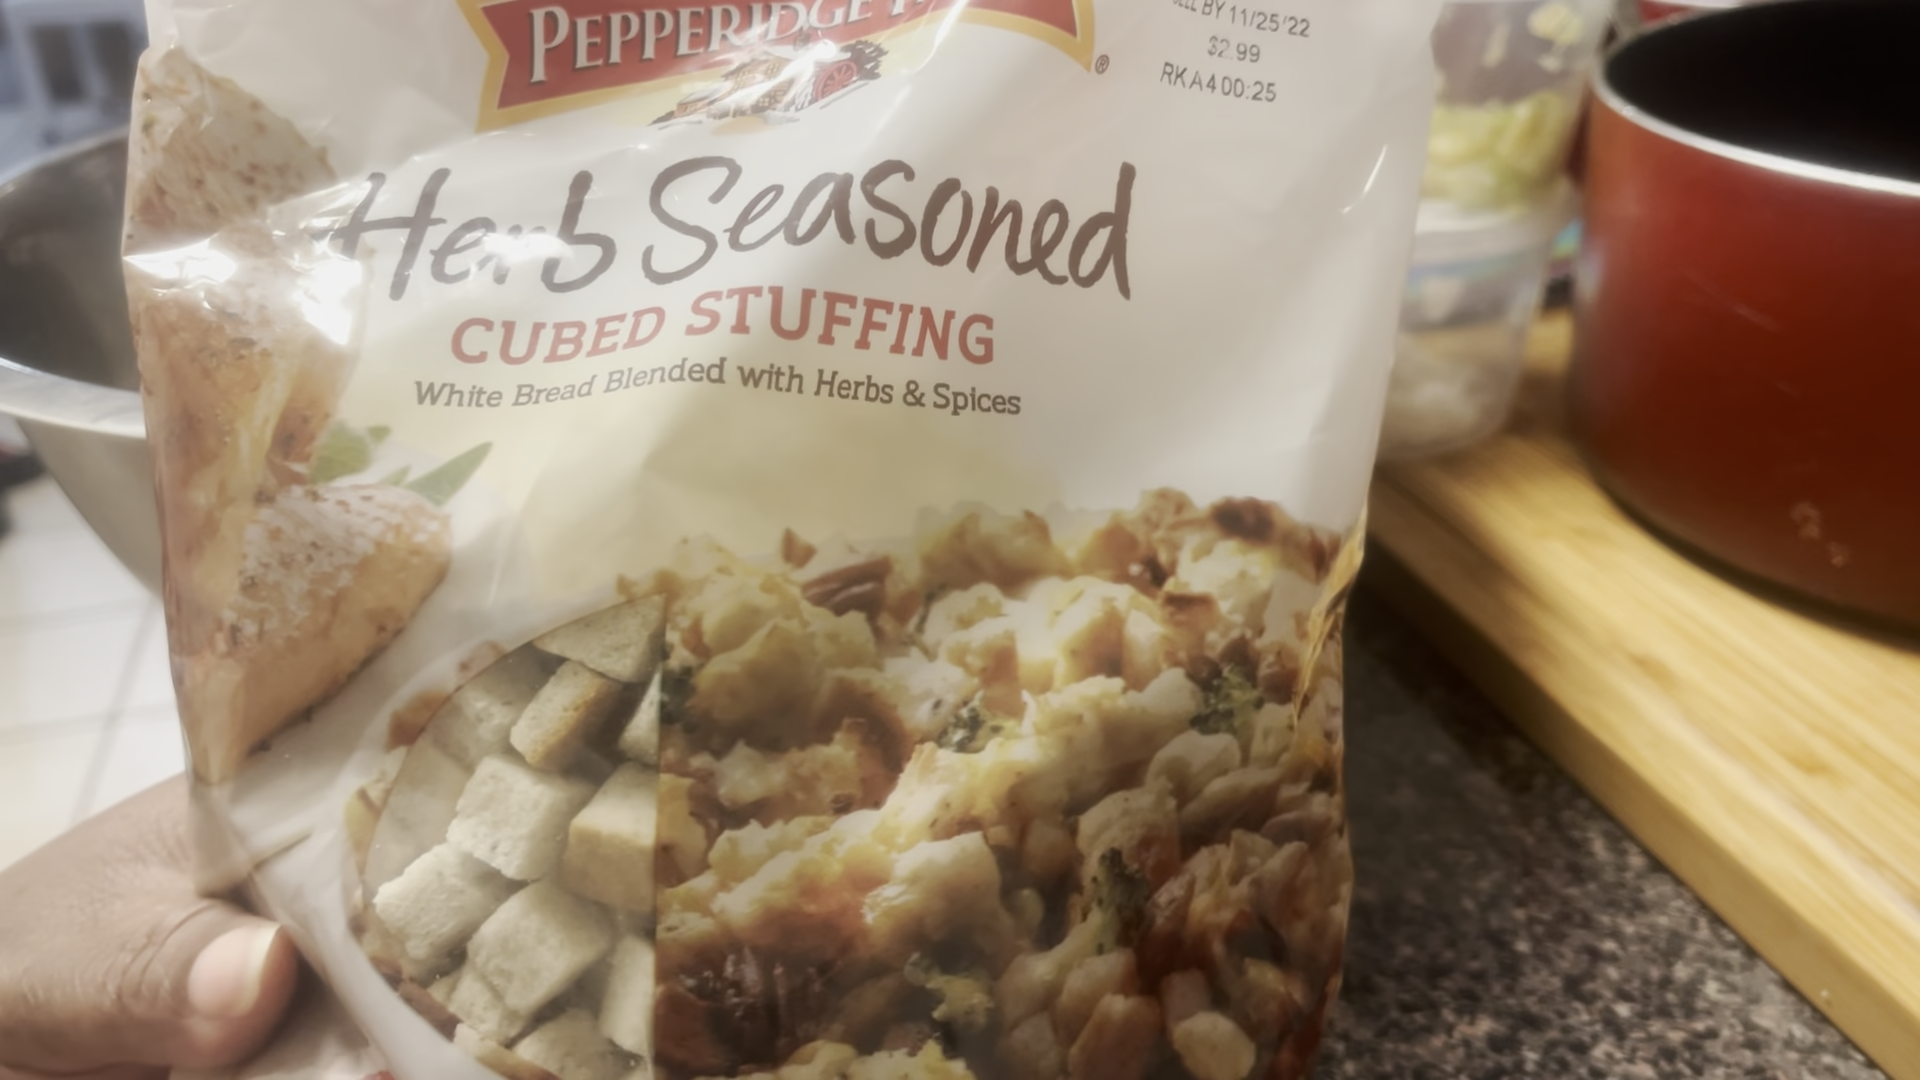 PEPPERIDGE
SELL BY 11/25/22
$2.99
RKA4 00:25
®
Herb Seasoned
CUBED STUFFING
White Bread Blended with Herbs & Spices